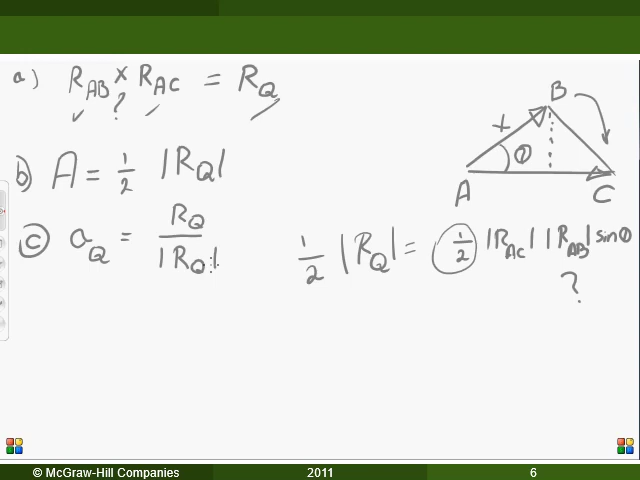 a) R_AB × R_AC = R_Q
?
b) A = 1/2 |R_Q|
c) a_Q = R_Q / |R_Q|
B
θ
A C
1/2 |R_Q| = 1/2 |R_AC| |R_AB| sin θ
?
© McGraw-Hill Companies 2011 6